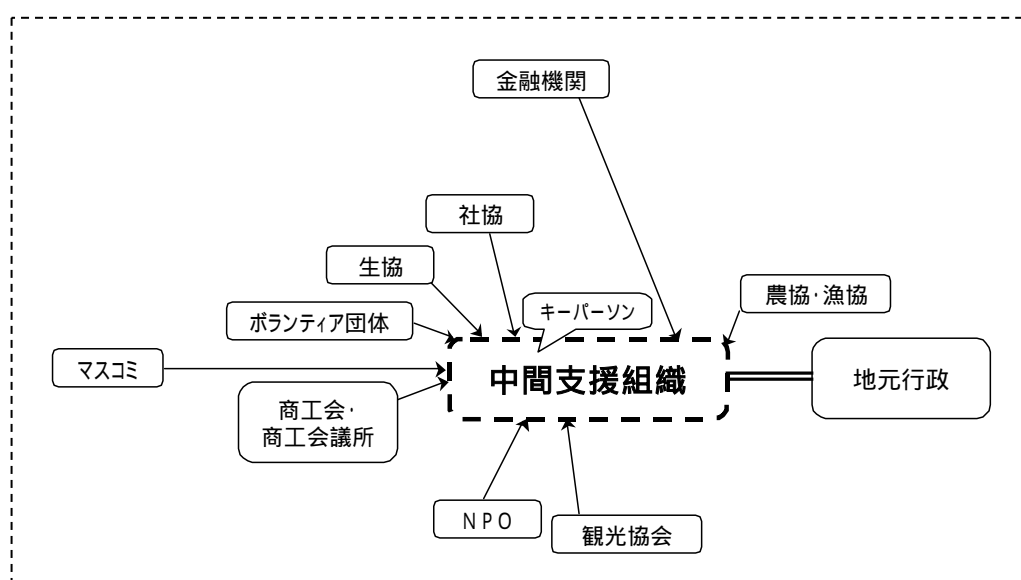 金融機関
社協
生協
キーパーソン
農協・漁協
ボランティア団体
マスコミ
中間支援組織
地元行政
商工会・
商工会議所
NPO
観光協会